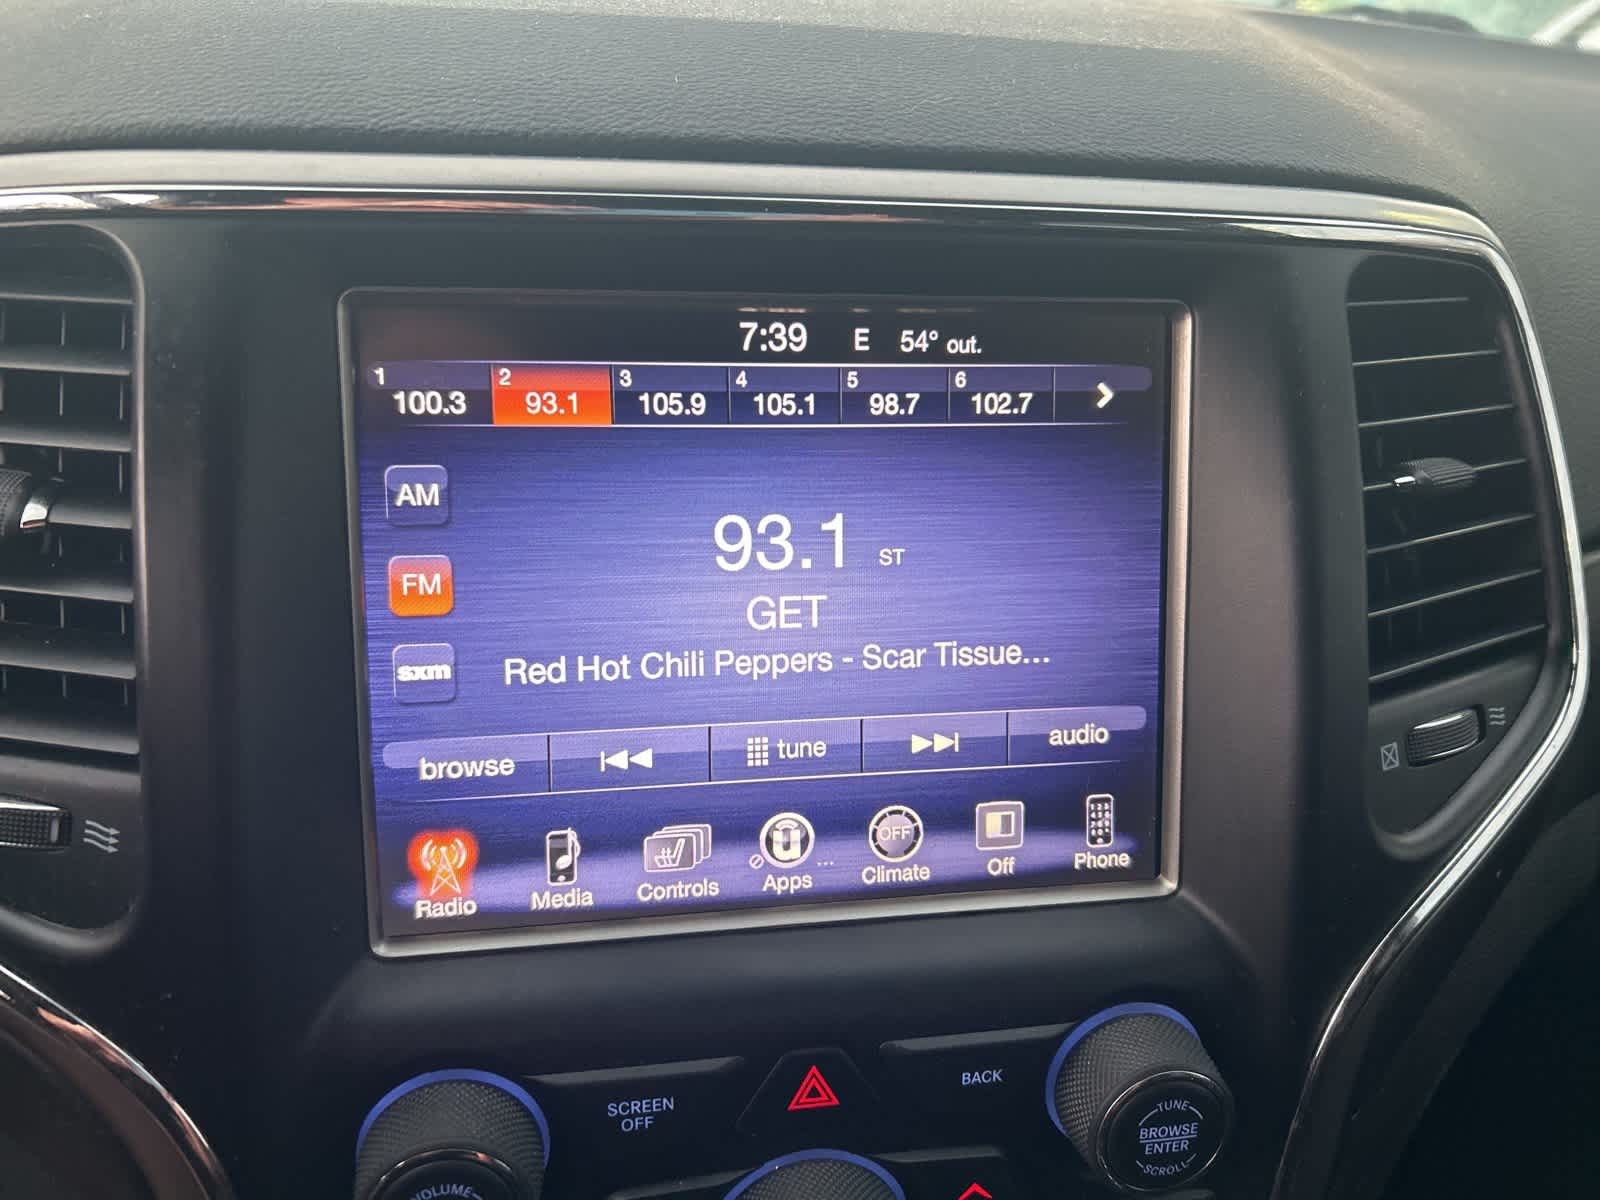 7:39 E 54° out.
1 2 3 4 5 6
100.3 93.1 105.9 105.1 98.7 102.7
AM
93.1 ST
FM
GET
sxm
Red Hot Chili Peppers - Scar Tissue...
browse tune audio
Radio Media Controls Apps Climate Off Phone
OFF
...
SCREEN
OFF
BACK
TUNE
BROWSE
ENTER
SCROLL
VOLUME